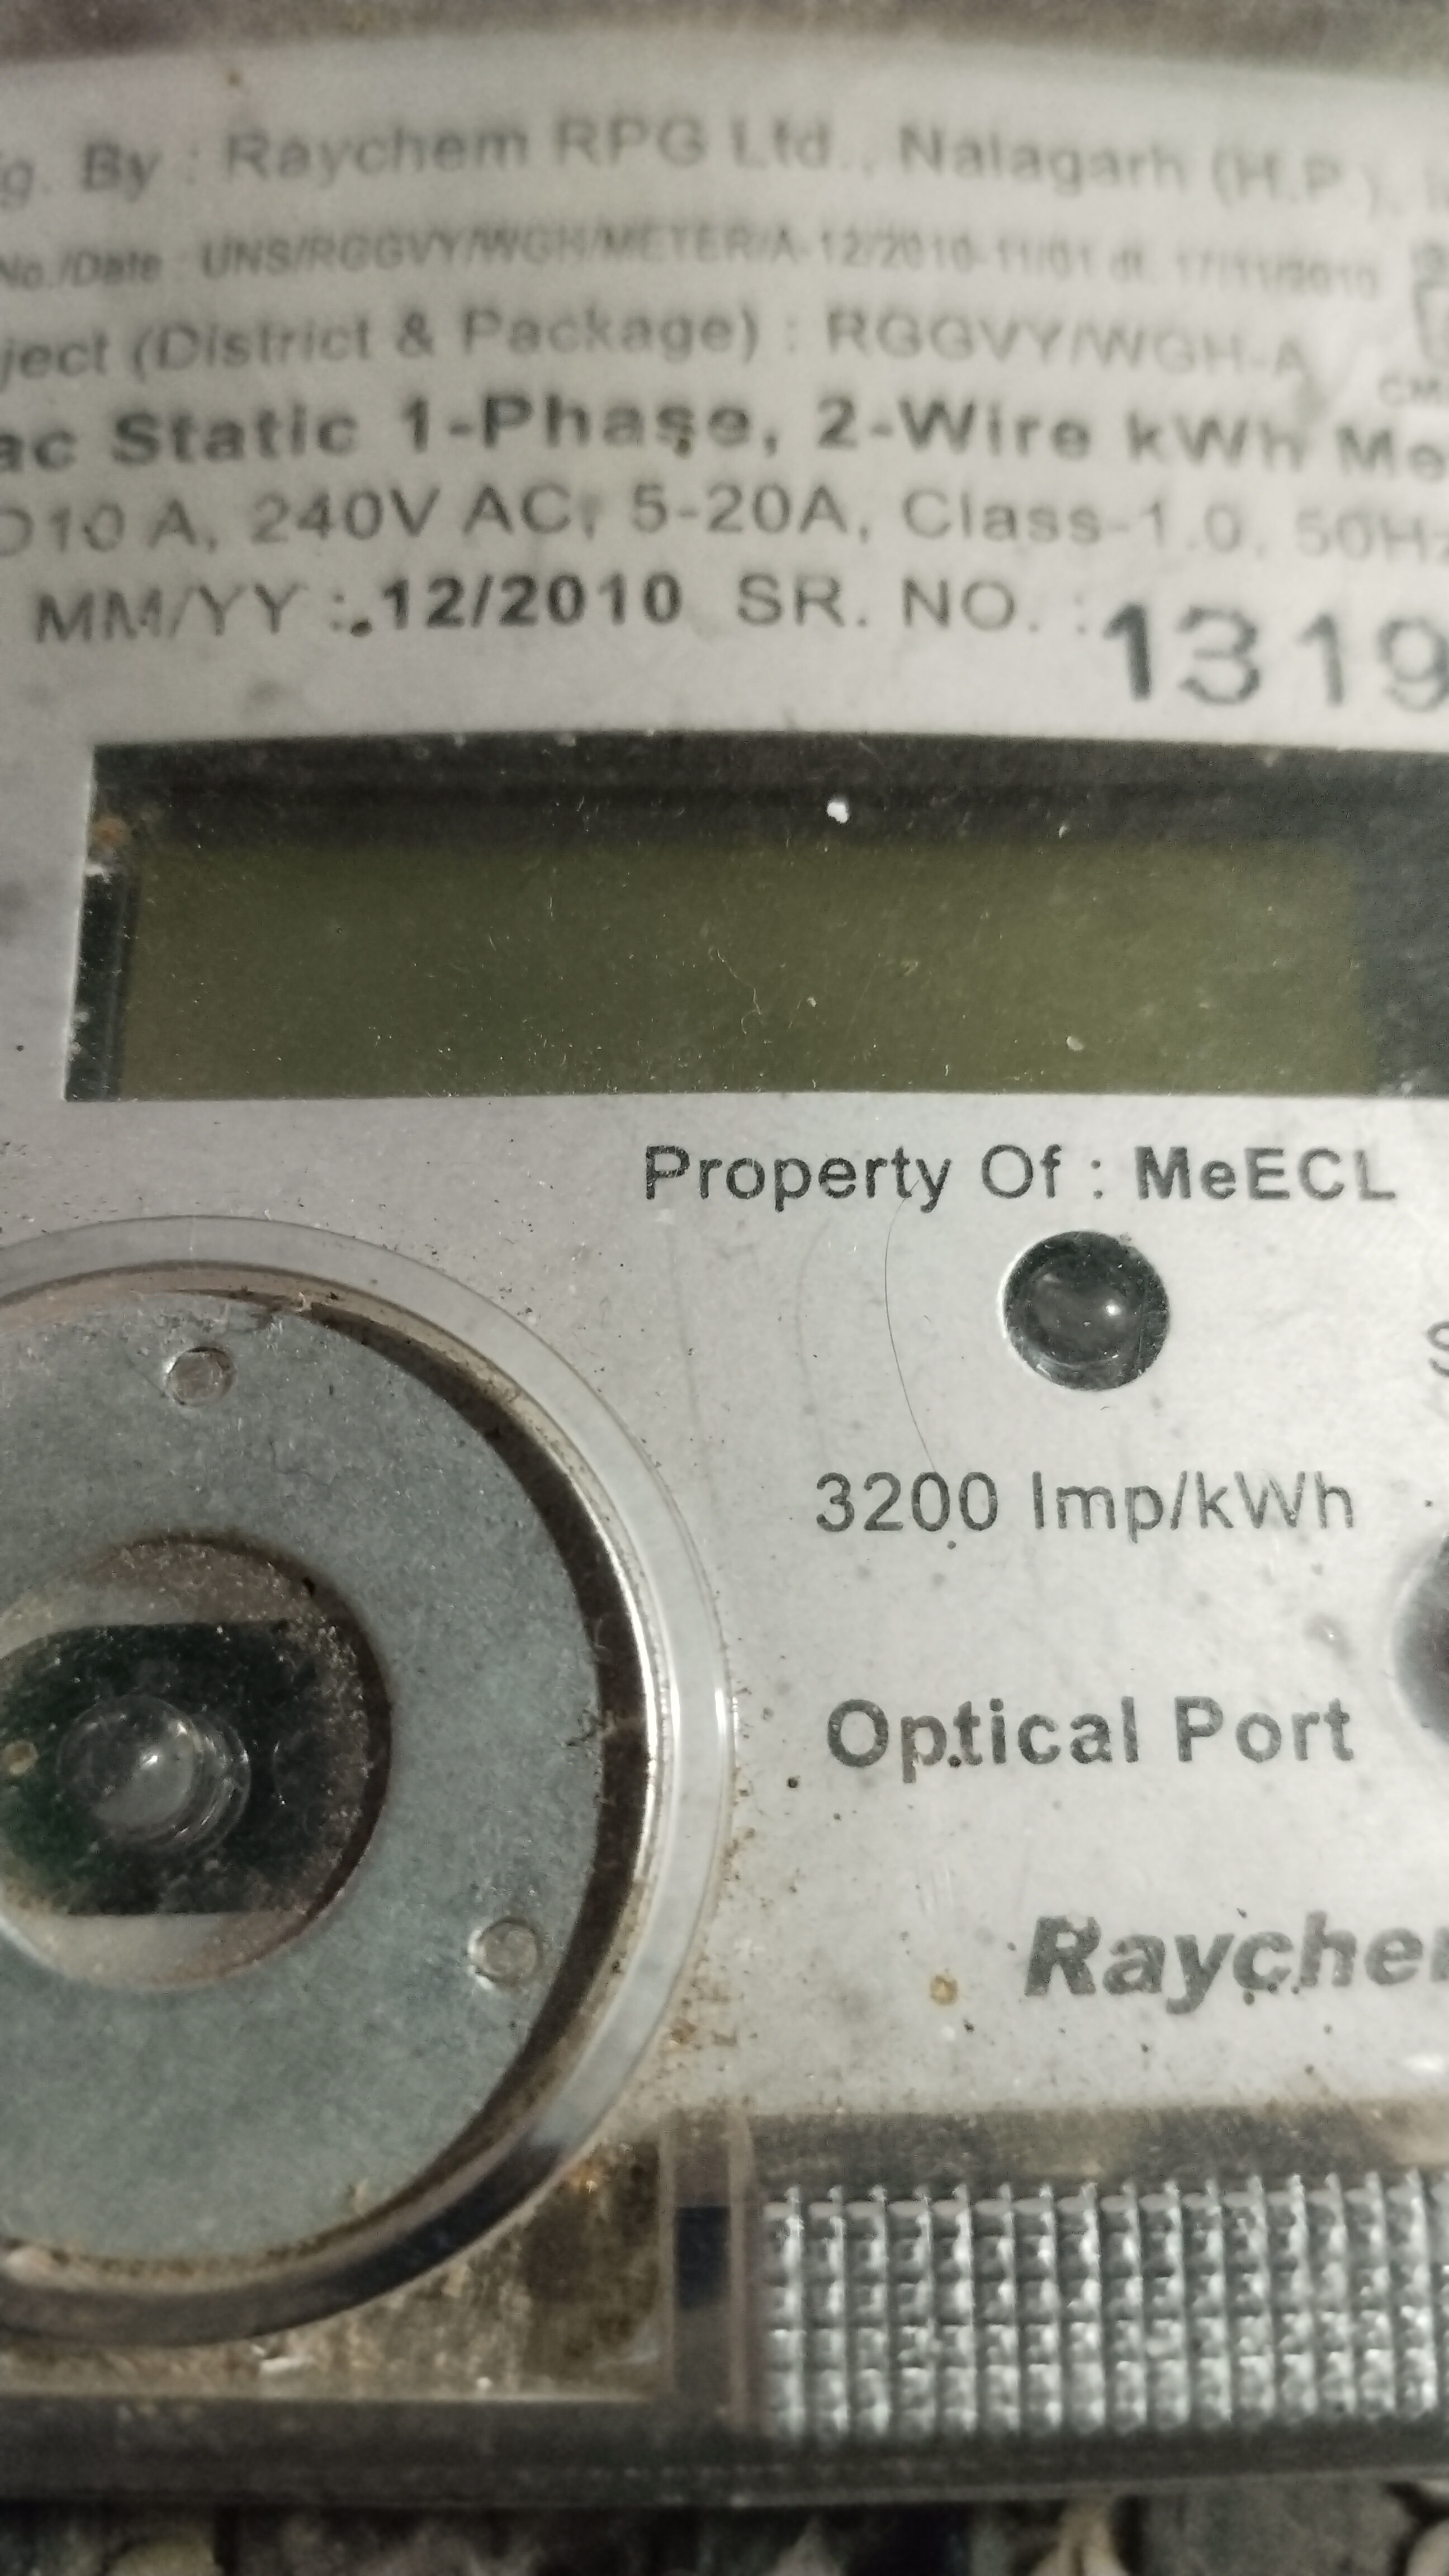 g. By : Raychem RPG Ltd., Nalagarh (H.P.),
No./Date : UNS/RGGVY/WGH/METER/A-12/2010-11/01 dt. 17/11/2010
ject (District & Package) : RGGVY/WGH-A
ac Static 1-Phase, 2-Wire kWh Me
D10 A, 240V AC, 5-20A, Class-1.0, 50Hz
MM/YY : 12/2010 SR. NO. : 1319
Property Of : MeECL
3200 Imp/kWh
Optical Port
Rayche